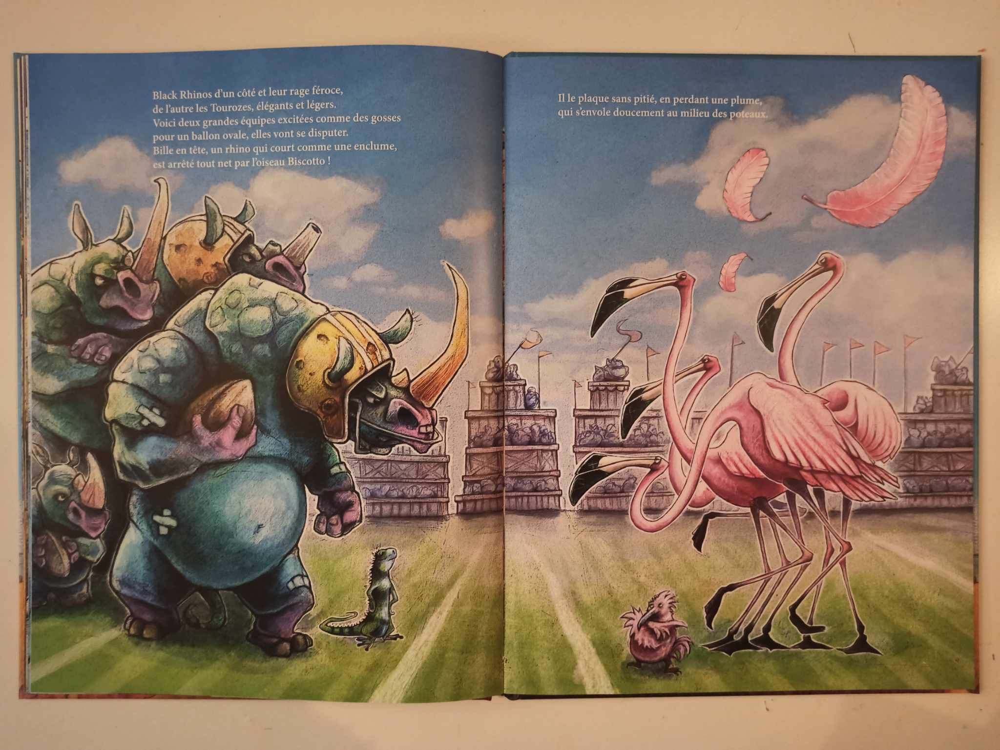 Black Rhinos d’un côté et leur rage féroce,
de l’autre les Tourozes, élégants et légers.
Voici deux grandes équipes excitées comme des gosses
pour un ballon ovale, elles vont se disputer.
Bille en tête, un rhino qui court comme une enclume,
est arrêté tout net par l’oiseau Biscotto !
Il le plaque sans pitié, en perdant une plume,
qui s’envole doucement au milieu des poteaux.